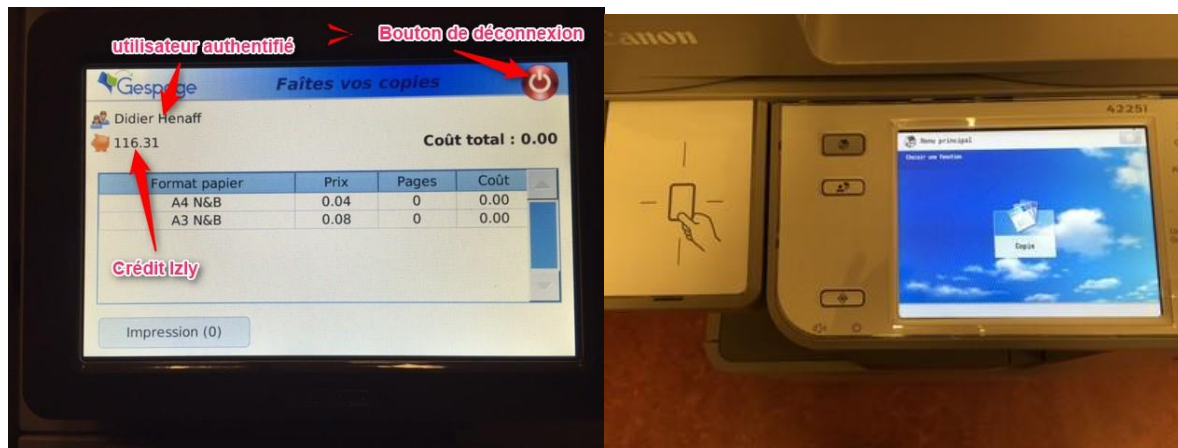 utilisateur authentifié
Bouton de déconnexion
Gespage
Faîtes vos copies
Didier Henaff
116.31
Coût total : 0.00
Format papier Prix Pages Coût
A4 N&B 0.04 0 0.00
A3 N&B 0.08 0 0.00
Crédit Izly
Impression (0)
Canon
4225i
Menu principal
Choisir une fonction
Copie